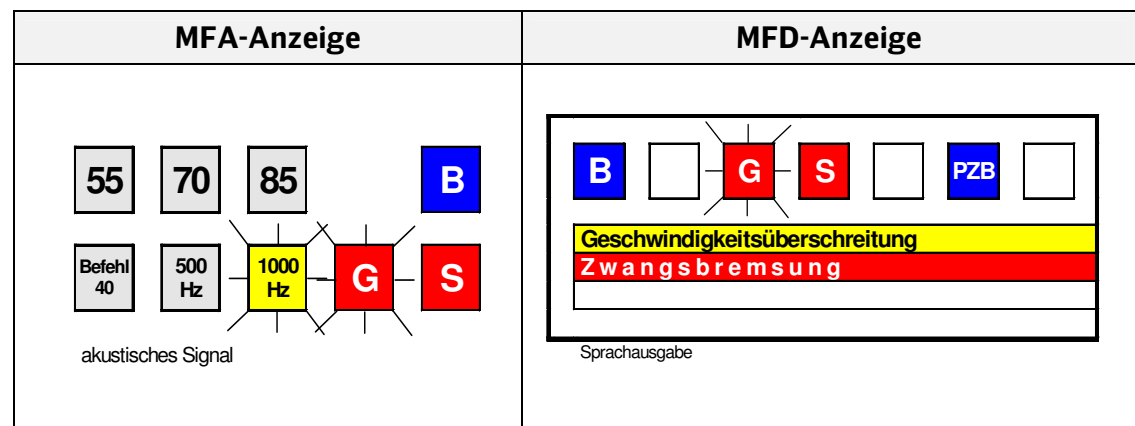 MFA-Anzeige
MFD-Anzeige
55 70 85 B
Befehl 40 500 Hz 1000 Hz G S
akustisches Signal
B G S PZB
Geschwindigkeitsüberschreitung
Zwangsbremsung
Sprachausgabe